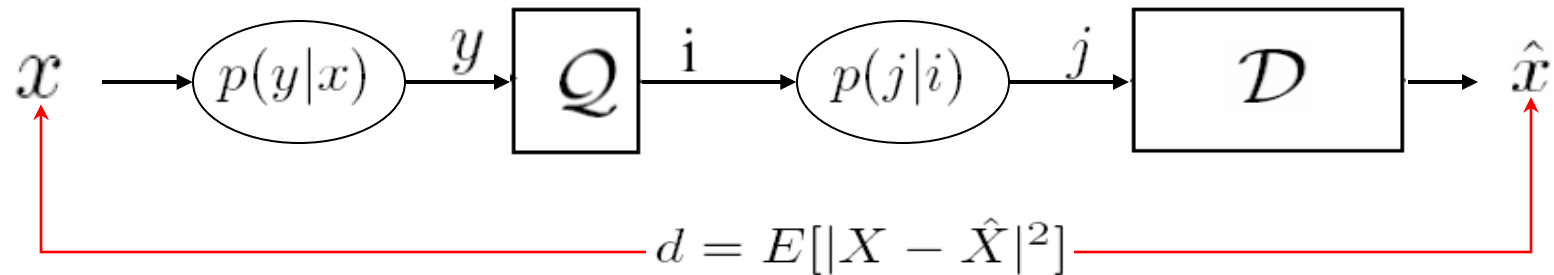 x p(y|x) y Q i p(j|i) j D x̂
d = E[|X − X̂|²]